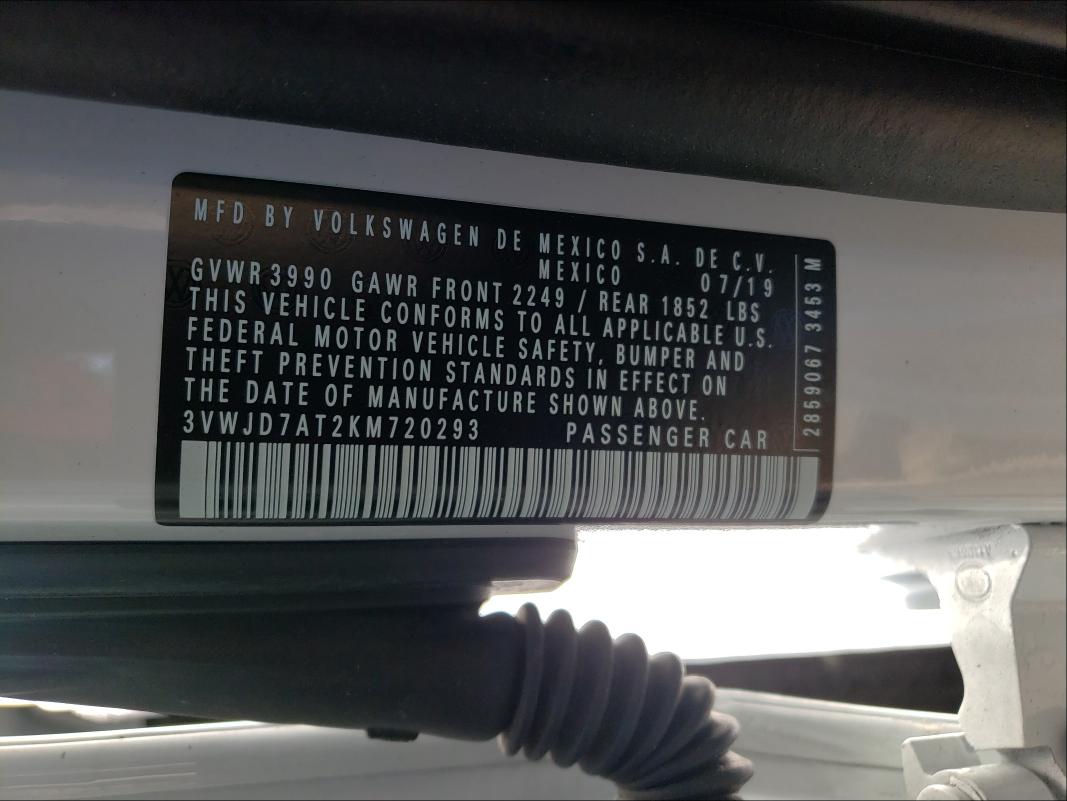 MFD BY VOLKSWAGEN DE MEXICO S.A. DE C.V.
MEXICO 07/19
GVWR 3990 GAWR FRONT 2249 / REAR 1852 LBS
THIS VEHICLE CONFORMS TO ALL APPLICABLE U.S.
FEDERAL MOTOR VEHICLE SAFETY, BUMPER AND
THEFT PREVENTION STANDARDS IN EFFECT ON
THE DATE OF MANUFACTURE SHOWN ABOVE.
3VWJD7AT2KM720293 PASSENGER CAR
2859067 3453 M